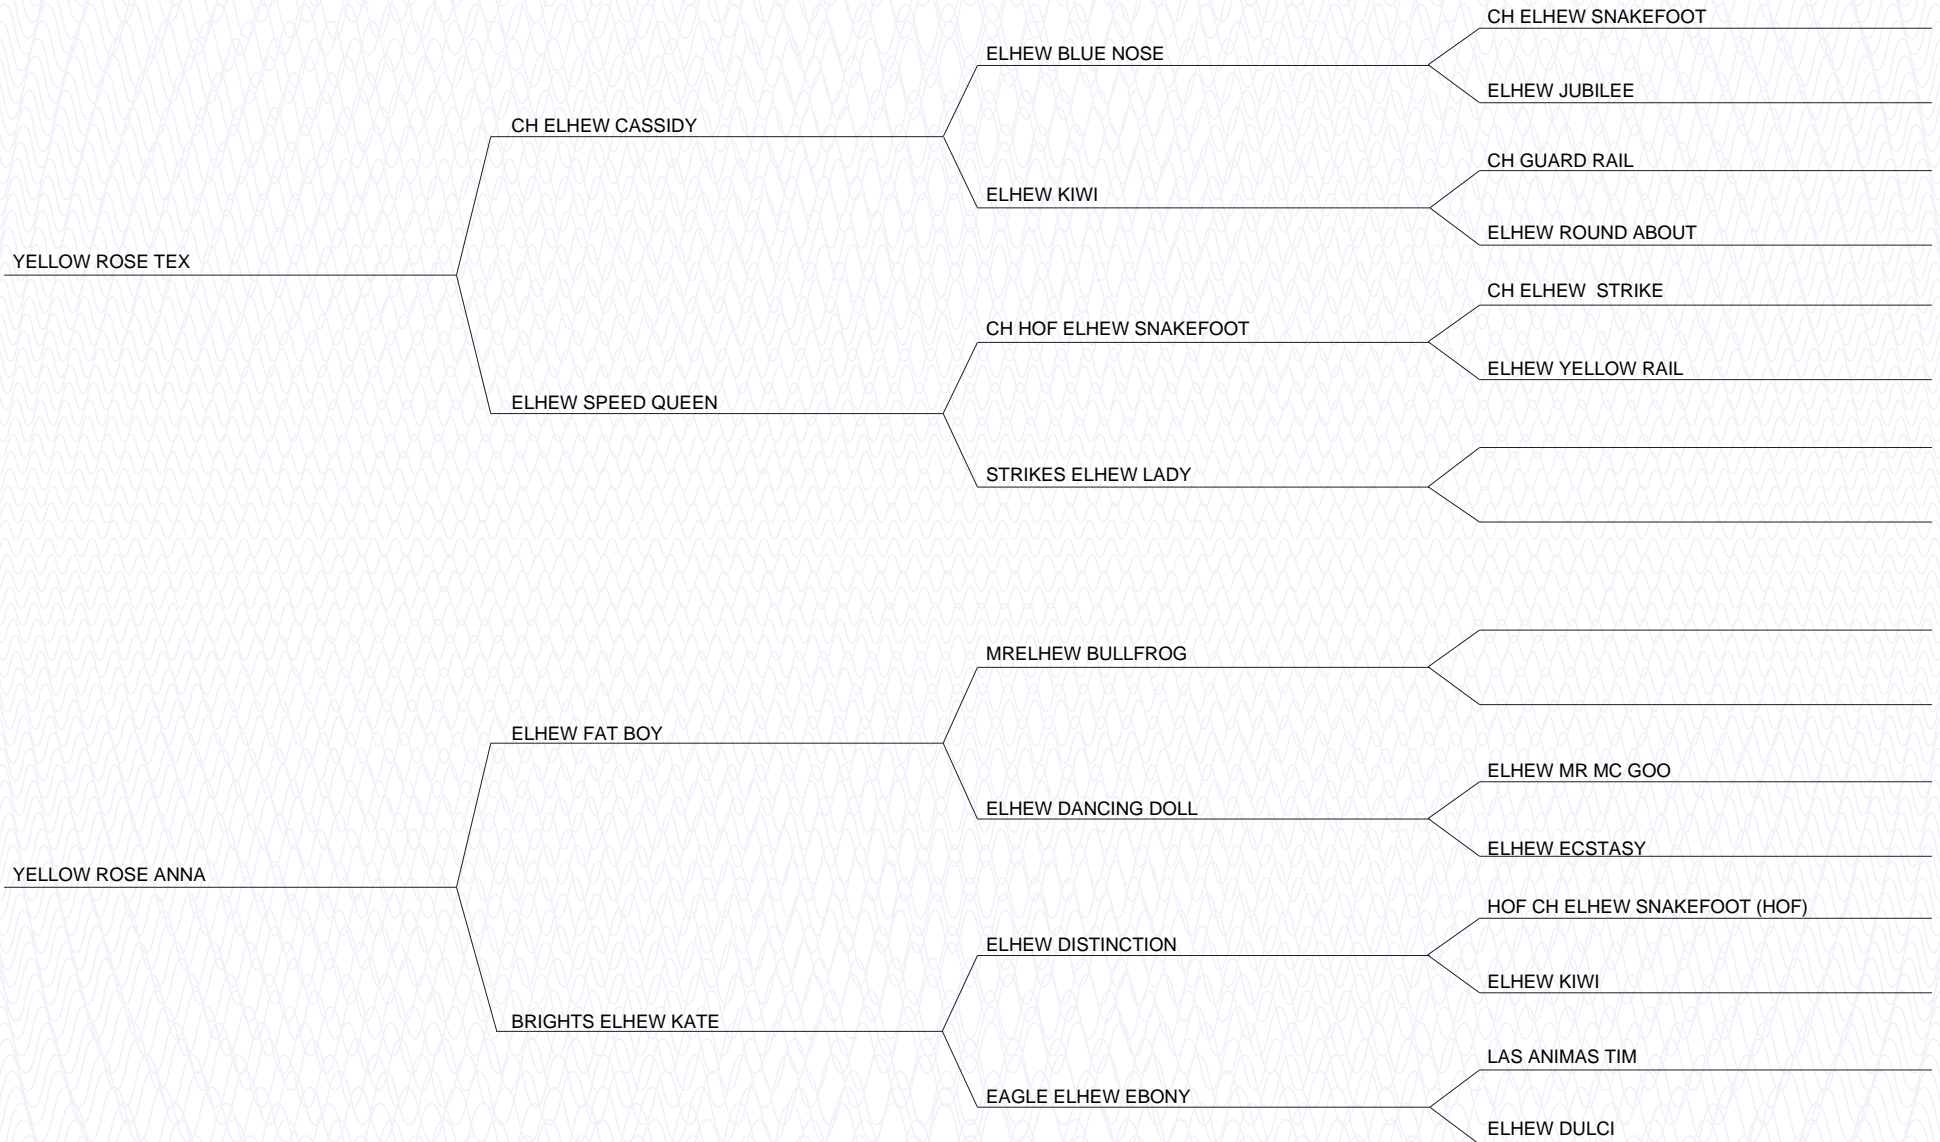 CH ELHEW SNAKEFOOT
ELHEW BLUE NOSE
ELHEW JUBILEE
CH ELHEW CASSIDY
CH GUARD RAIL
ELHEW KIWI
ELHEW ROUND ABOUT
YELLOW ROSE TEX
CH ELHEW  STRIKE
CH HOF ELHEW SNAKEFOOT
ELHEW YELLOW RAIL
ELHEW SPEED QUEEN
STRIKES ELHEW LADY
MRELHEW BULLFROG
ELHEW FAT BOY
ELHEW MR MC GOO
ELHEW DANCING DOLL
ELHEW ECSTASY
YELLOW ROSE ANNA
HOF CH ELHEW SNAKEFOOT (HOF)
ELHEW DISTINCTION
ELHEW KIWI
BRIGHTS ELHEW KATE
LAS ANIMAS TIM
EAGLE ELHEW EBONY
ELHEW DULCI